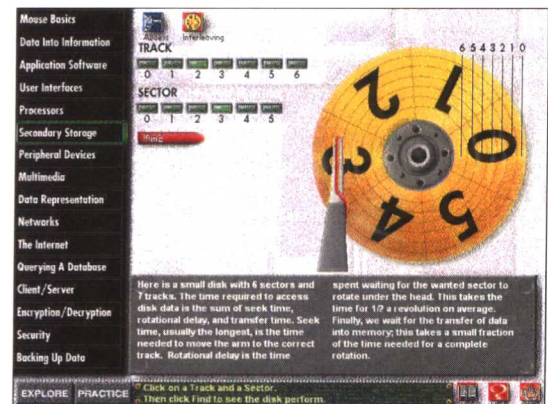 Mouse Basics
Data Into Information
Application Software
User Interfaces
Processors
Secondary Storage
Peripheral Devices
Multimedia
Data Representation
Networks
The Internet
Querying A Database
Client/Server
Encryption/Decryption
Security
Backing Up Data
EXPLORE PRACTICE
Access Interleaving
TRACK
0 1 2 3 4 5 6
SECTOR
0 1 2 3 4 5
Find
6 5 4 3 2 1 0
0
1
2
3
4
5
Here is a small disk with 6 sectors and
7 tracks. The time required to access
disk data is the sum of seek time,
rotational delay, and transfer time. Seek
time, usually the longest, is the time
needed to move the arm to the correct
track. Rotational delay is the time
spent waiting for the wanted sector to
rotate under the head. This takes the
time for 1/2 a revolution on average.
Finally, we wait for the transfer of data
into memory; this takes a small fraction
of the time needed for a complete
rotation.
Click on a Track and a Sector.
Then click Find to see the disk perform.